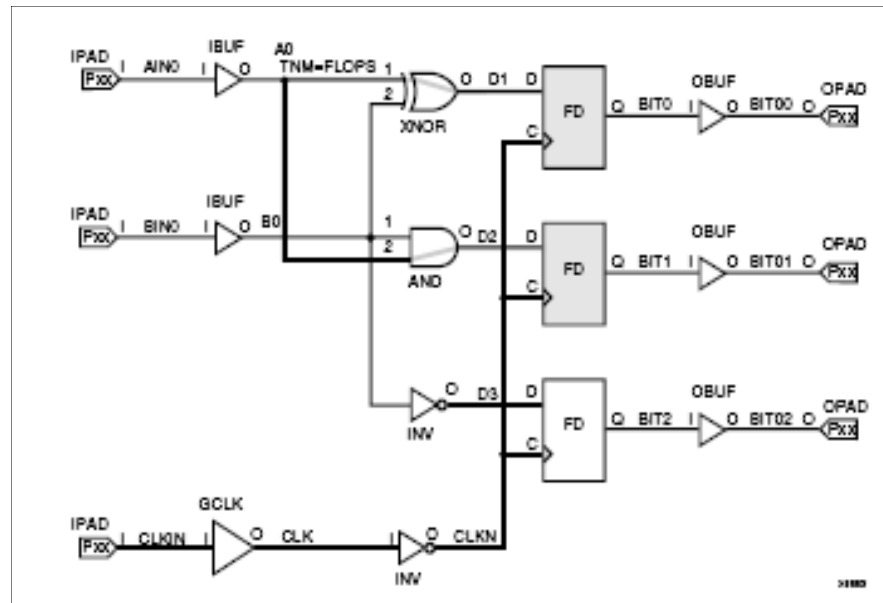 IPAD I AIN0 I IBUF O A0 TNM=FLOPS 1 2 XNOR O D1 D C FD Q BIT0 I OBUF O BIT00 O OPAD
Pxx Pxx
IPAD I BIN0 I IBUF O B0 1 2 AND O D2 D C FD Q BIT1 I OBUF O BIT01 O OPAD
Pxx Pxx
INV O D3 D C FD Q BIT2 I OBUF O BIT02 O OPAD
Pxx
IPAD I CLKIN I GCLK O CLK I INV O CLKN
Pxx